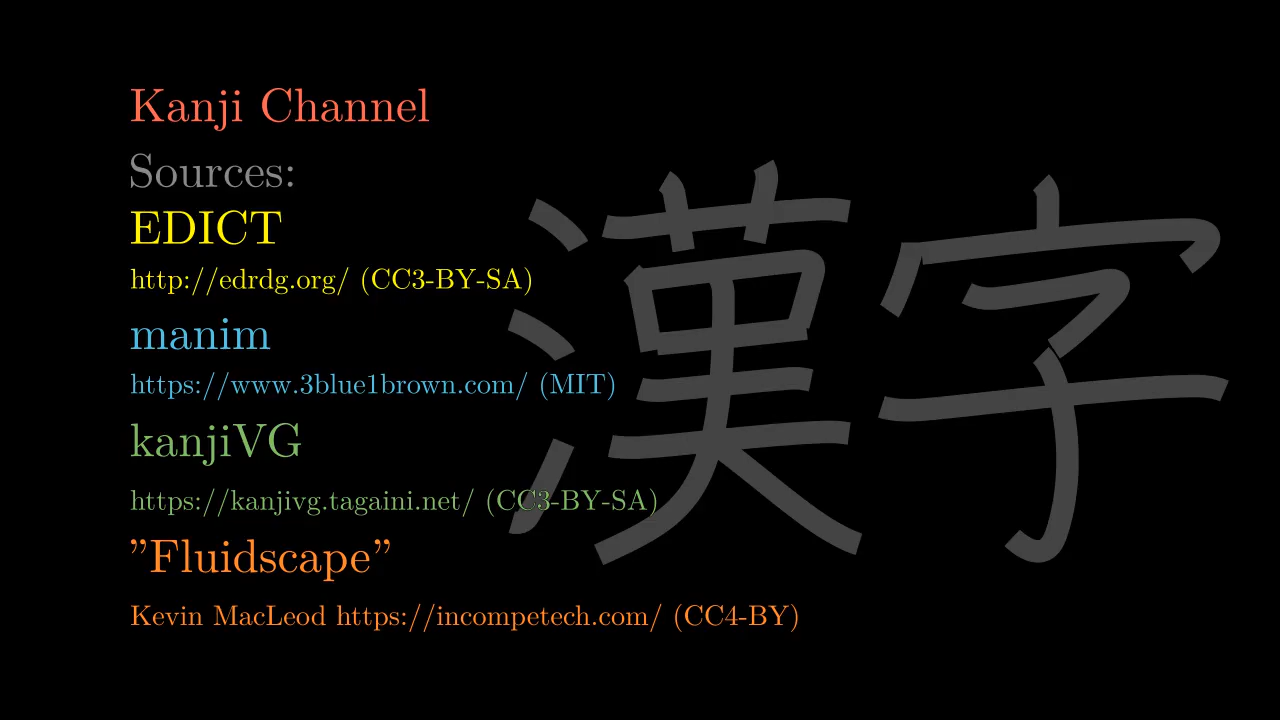 Kanji Channel
Sources:
EDICT
http://edrdg.org/ (CC3-BY-SA)
manim
https://www.3blue1brown.com/ (MIT)
kanjiVG
https://kanjivg.tagaini.net/ (CC3-BY-SA)
”Fluidscape”
Kevin MacLeod https://incompetech.com/ (CC4-BY)
漢字